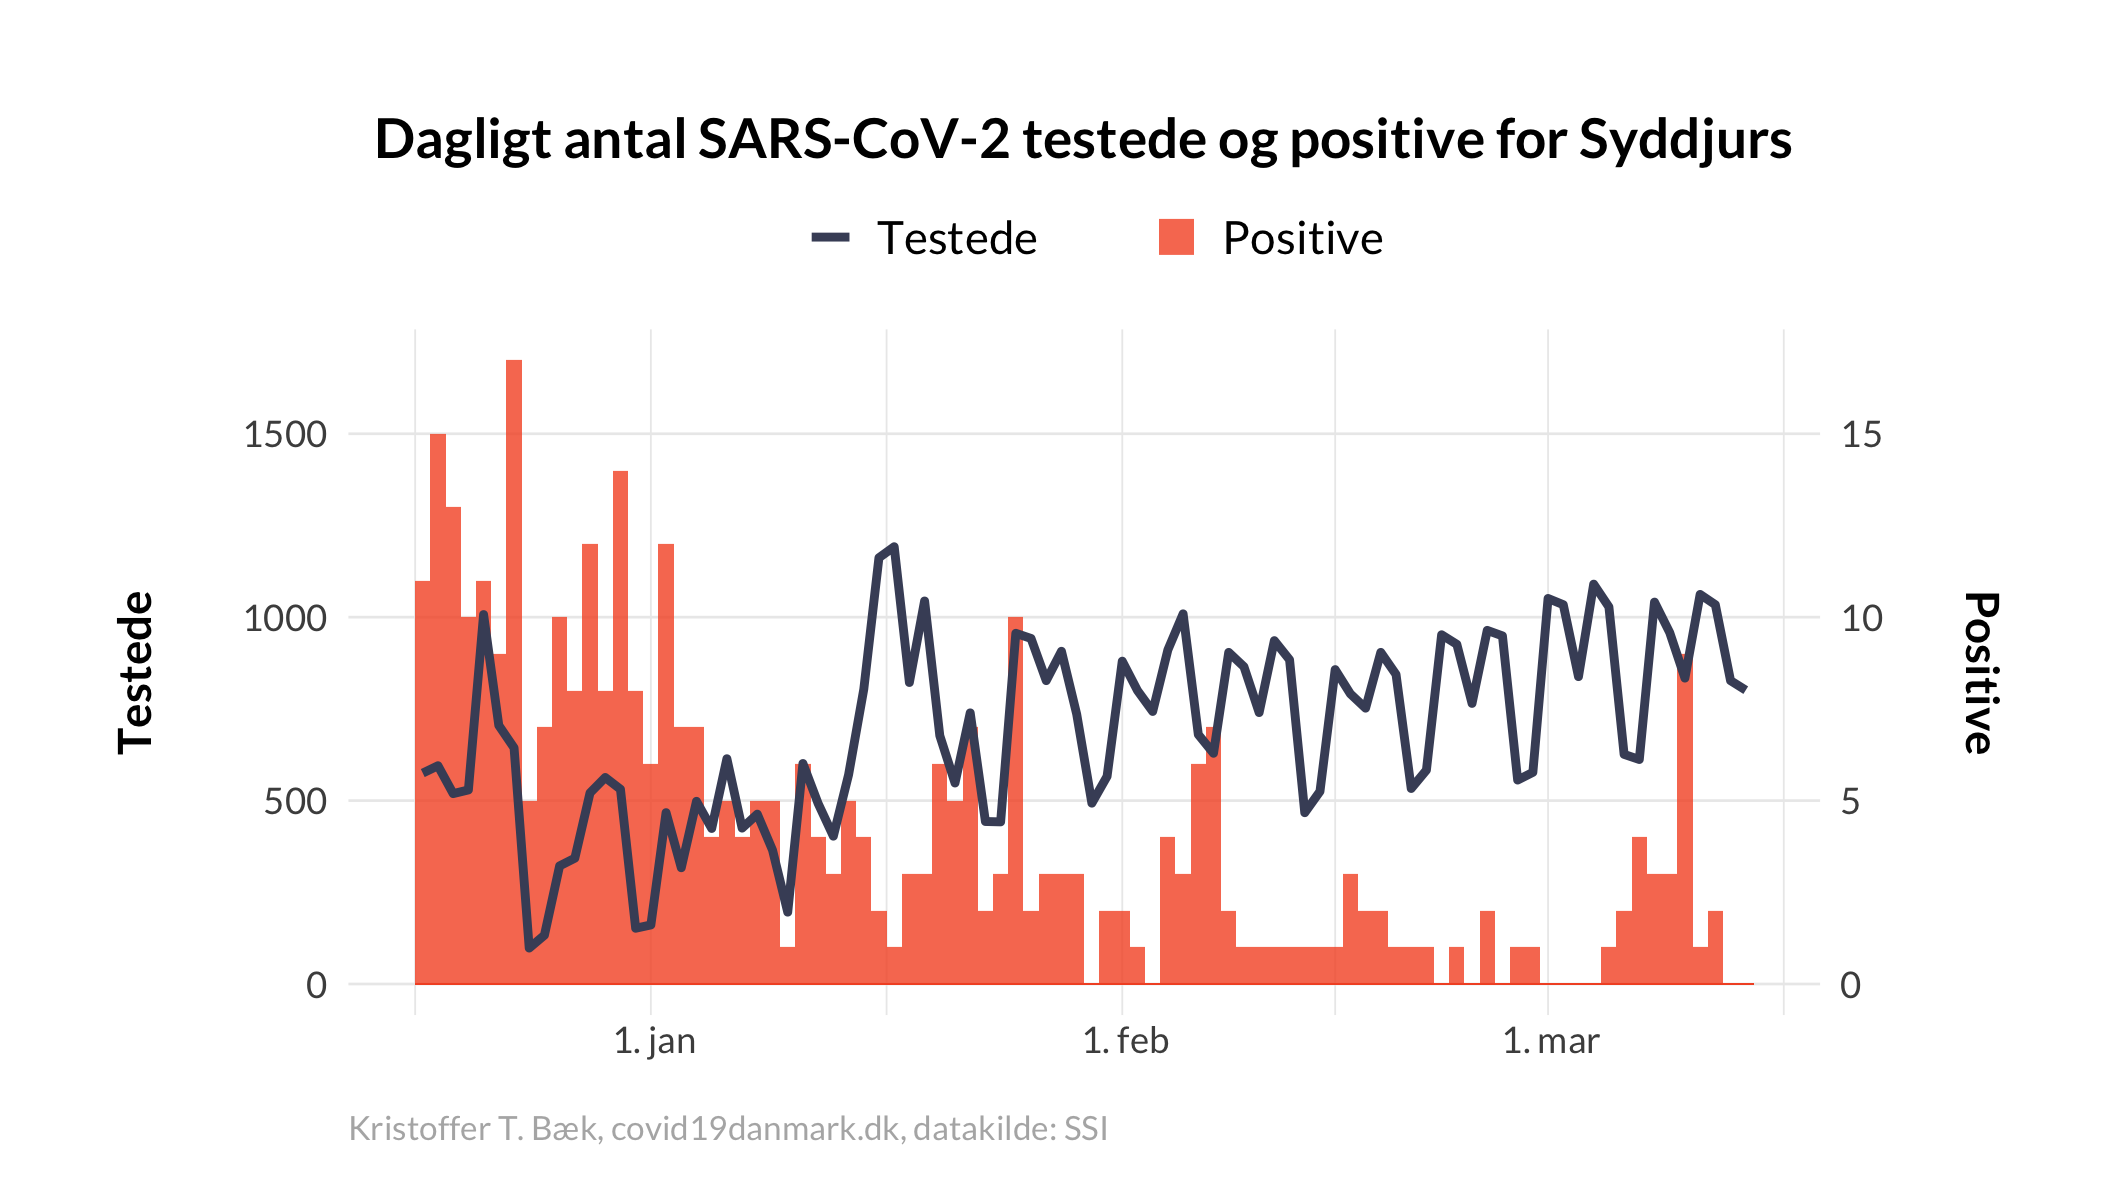 Dagligt antal SARS-CoV-2 testede og positive for Syddjurs
Testede
Positive
1500
1000
500
0
Testede
15
10
5
0
Positive
1. jan
1. feb
1. mar
Kristoffer T. Bæk, covid19danmark.dk, datakilde: SSI